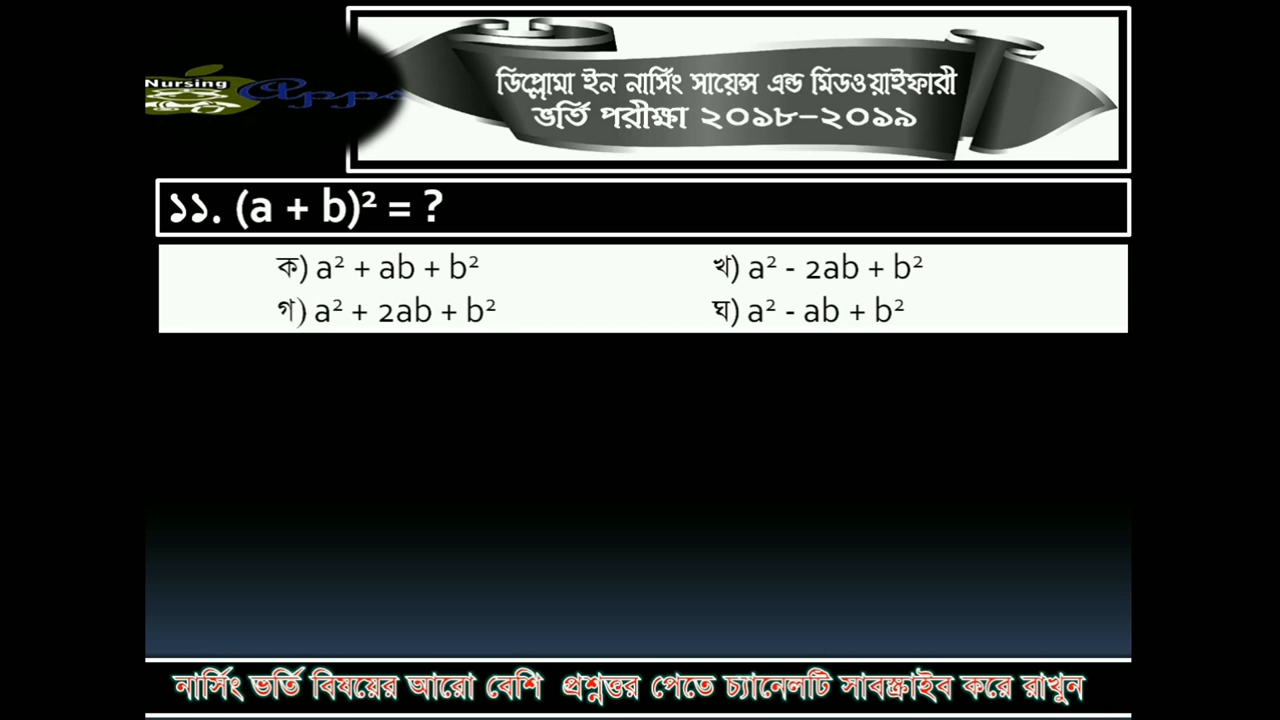 Nursing Apps
ডিপ্লোমা ইন নার্সিং সায়েন্স এন্ড মিডওয়াইফারী
ভর্তি পরীক্ষা ২০১৮-২০১৯
১১. (a + b)² = ?
ক) a² + ab + b² খ) a² - 2ab + b²
গ) a² + 2ab + b² ঘ) a² - ab + b²
নার্সিং ভর্তি বিষয়ের আরো বেশি প্রশ্নত্তর পেতে চ্যানেলটি সাবস্ক্রাইব করে রাখুন